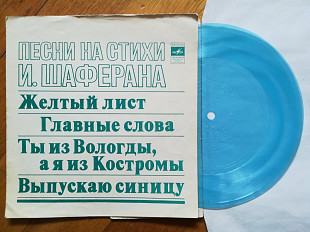 ПЕСНИ НА СТИХИ
И. ШАФЕРАНА
Желтый лист
Главные слова
Ты из Вологды,
а я из Костромы
Выпускаю синицу